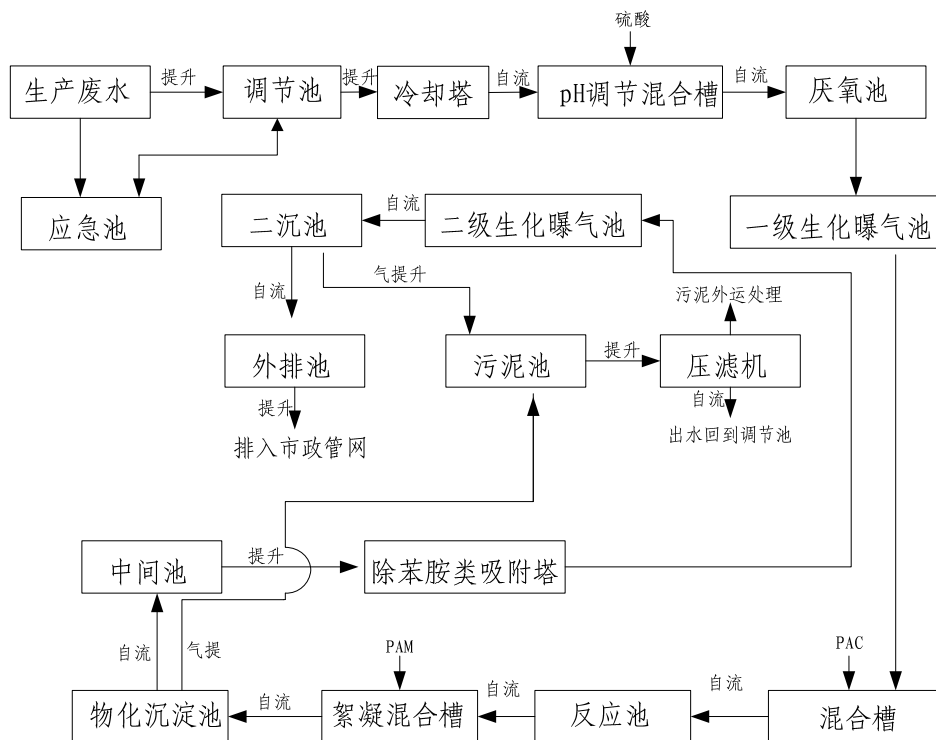 硫酸
生产废水
提升
调节池
提升
冷却塔
自流
pH调节混合槽
自流
厌氧池
应急池
二沉池
自流
二级生化曝气池
一级生化曝气池
自流
气提升
污泥外运处理
外排池
污泥池
提升
压滤机
提升
自流
排入市政管网
出水回到调节池
中间池
提升
除苯胺类吸附塔
自流
气提
PAM
PAC
物化沉淀池
自流
絮凝混合槽
自流
反应池
自流
混合槽